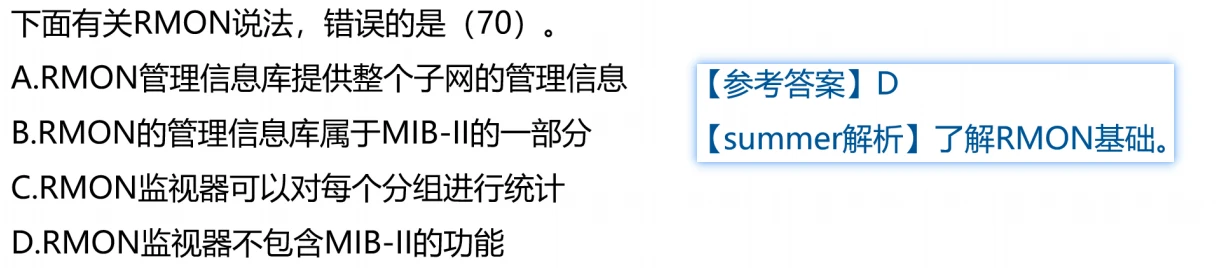 下面有关RMON说法，错误的是（70）。
A.RMON管理信息库提供整个子网的管理信息
B.RMON的管理信息库属于MIB-II的一部分
C.RMON监视器可以对每个分组进行统计
D.RMON监视器不包含MIB-II的功能
【参考答案】D
【summer解析】了解RMON基础。